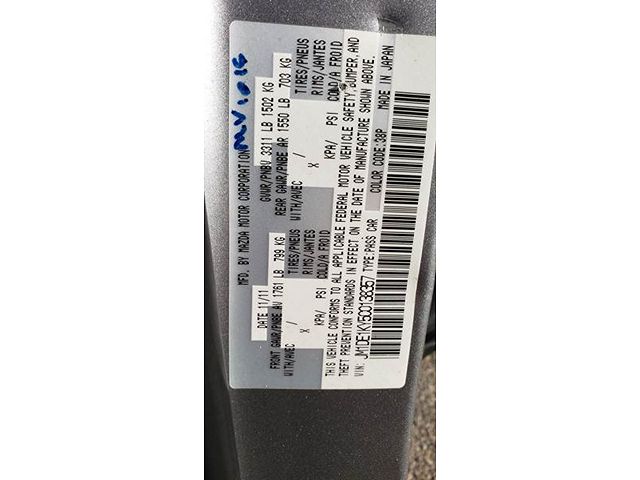 MFD. BY MAZDA MOTOR CORPORATION
DATE 11/11 GVWR/PNBV 3311 LB 1502 KG
FRONT GAWR/PNBE AV 1761 LB 799 KG REAR GAWR/PNBE AR 1550 LB 703 KG
WITH/AVEC TIRES/PNEUS WITH/AVEC TIRES/PNEUS
X RIMS/JANTES X RIMS/JANTES
KPA/ PSI COLD/A FROID KPA/ PSI COLD/A FROID
THIS VEHICLE CONFORMS TO ALL APPLICABLE FEDERAL MOTOR VEHICLE SAFETY, BUMPER, AND
THEFT PREVENTION STANDARDS IN EFFECT ON THE DATE OF MANUFACTURE SHOWN ABOVE.
VIN: JM1DE1KY5C0138357 TYPE:PASS CAR COLOR CODE:38P MADE IN JAPAN